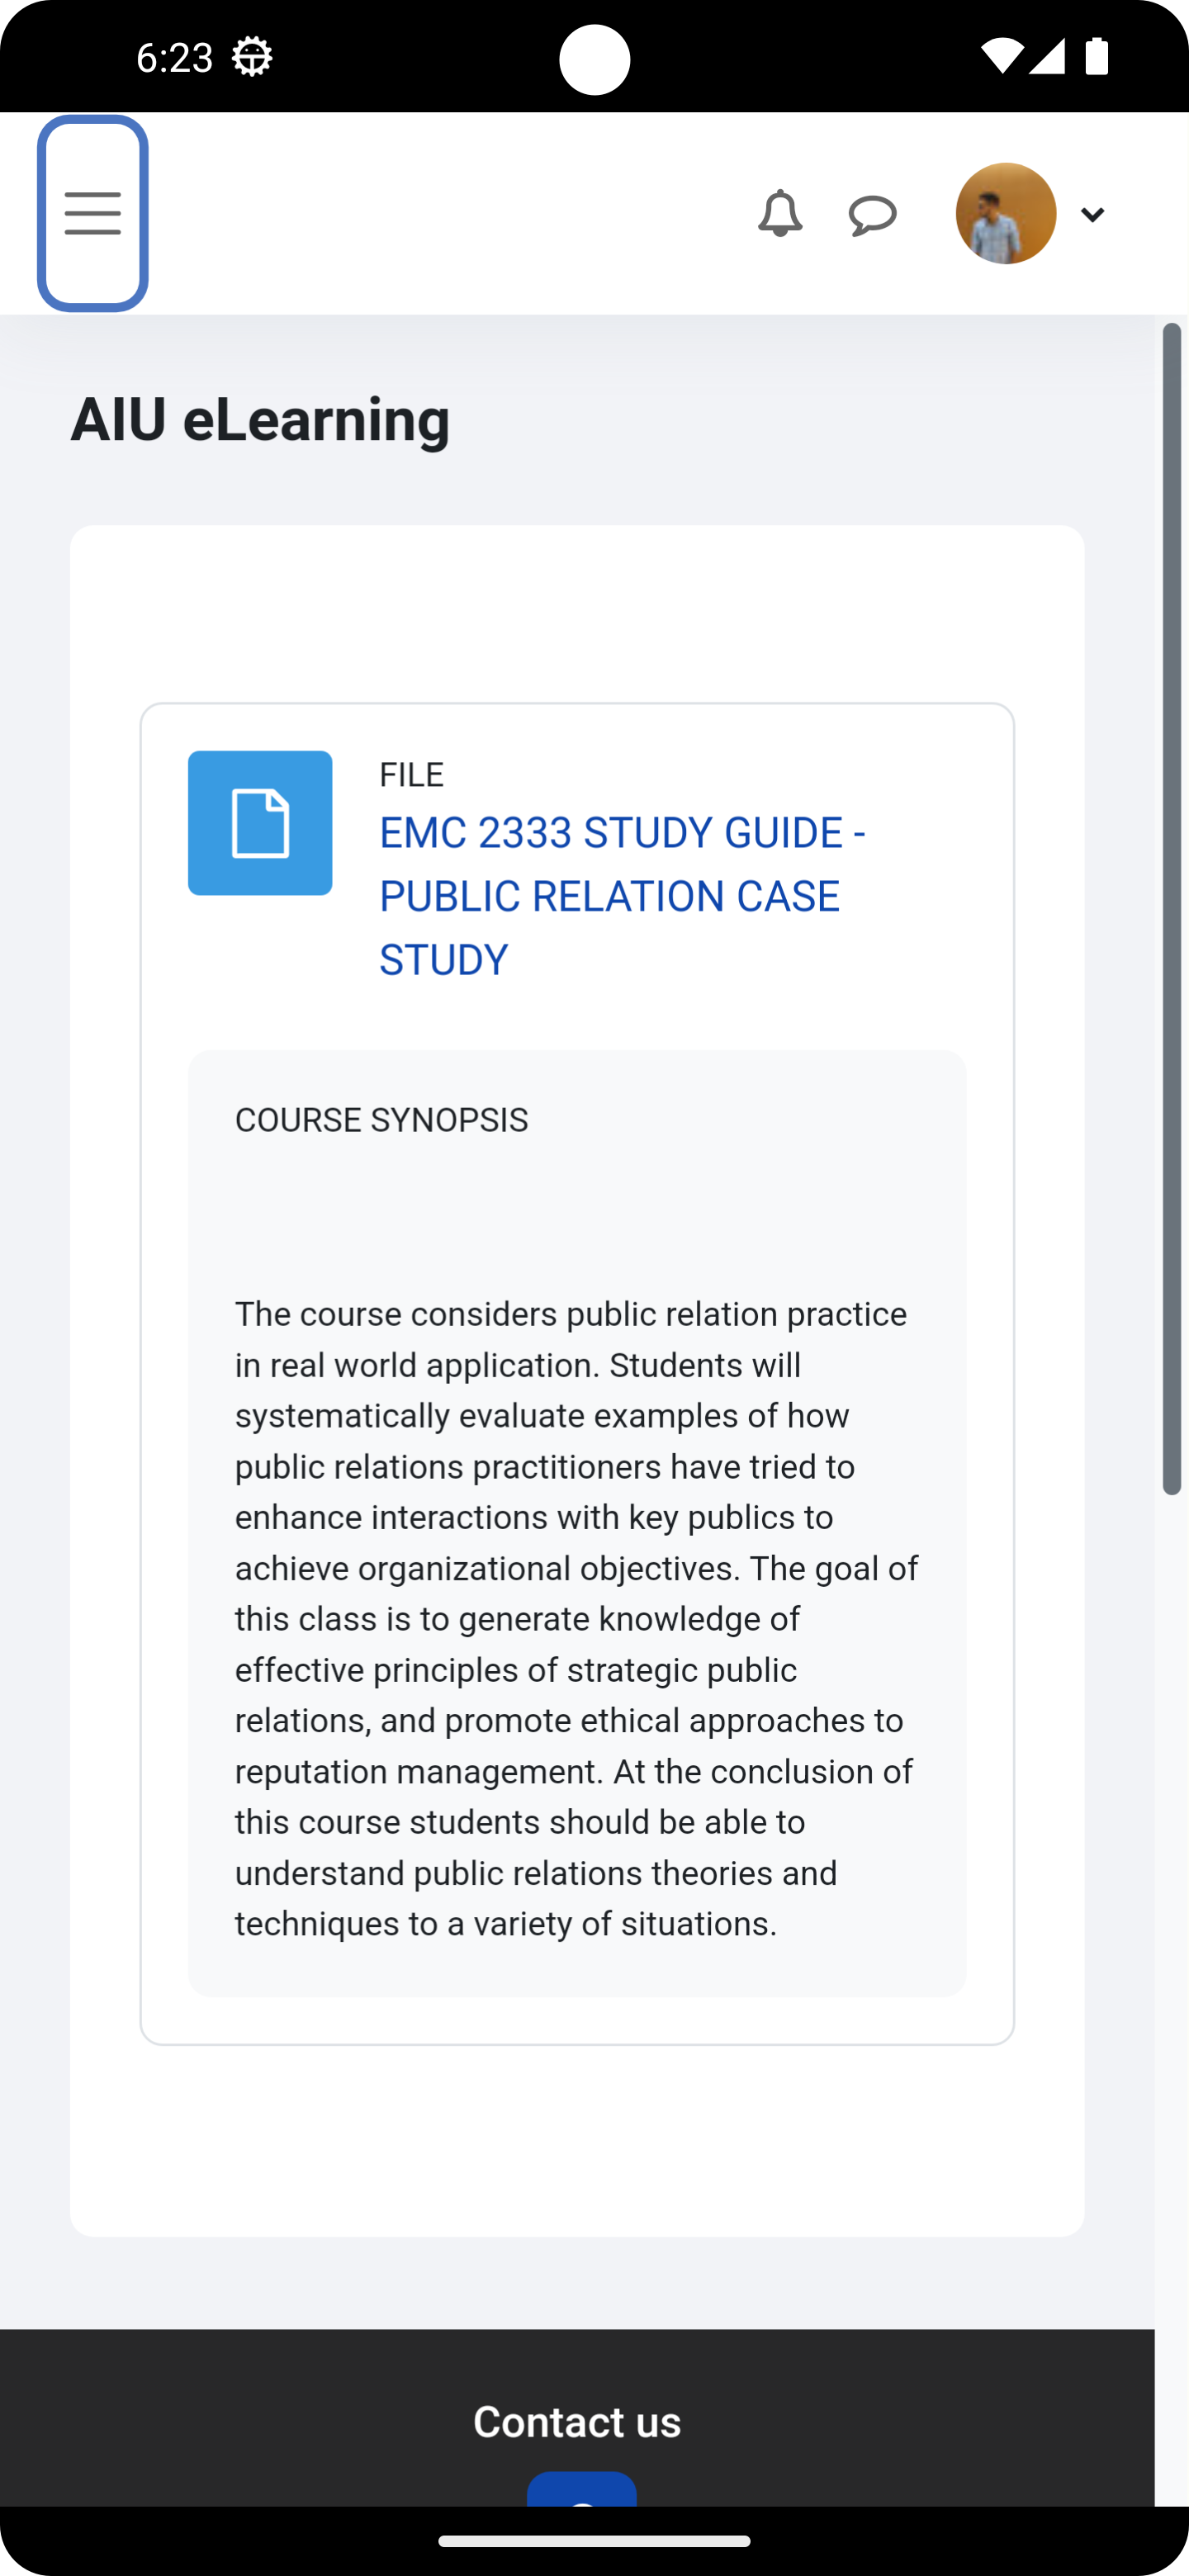 6:23
AIU eLearning
FILE
EMC 2333 STUDY GUIDE -
PUBLIC RELATION CASE
STUDY
COURSE SYNOPSIS
The course considers public relation practice
in real world application. Students will
systematically evaluate examples of how
public relations practitioners have tried to
enhance interactions with key publics to
achieve organizational objectives. The goal of
this class is to generate knowledge of
effective principles of strategic public
relations, and promote ethical approaches to
reputation management. At the conclusion of
this course students should be able to
understand public relations theories and
techniques to a variety of situations.
Contact us